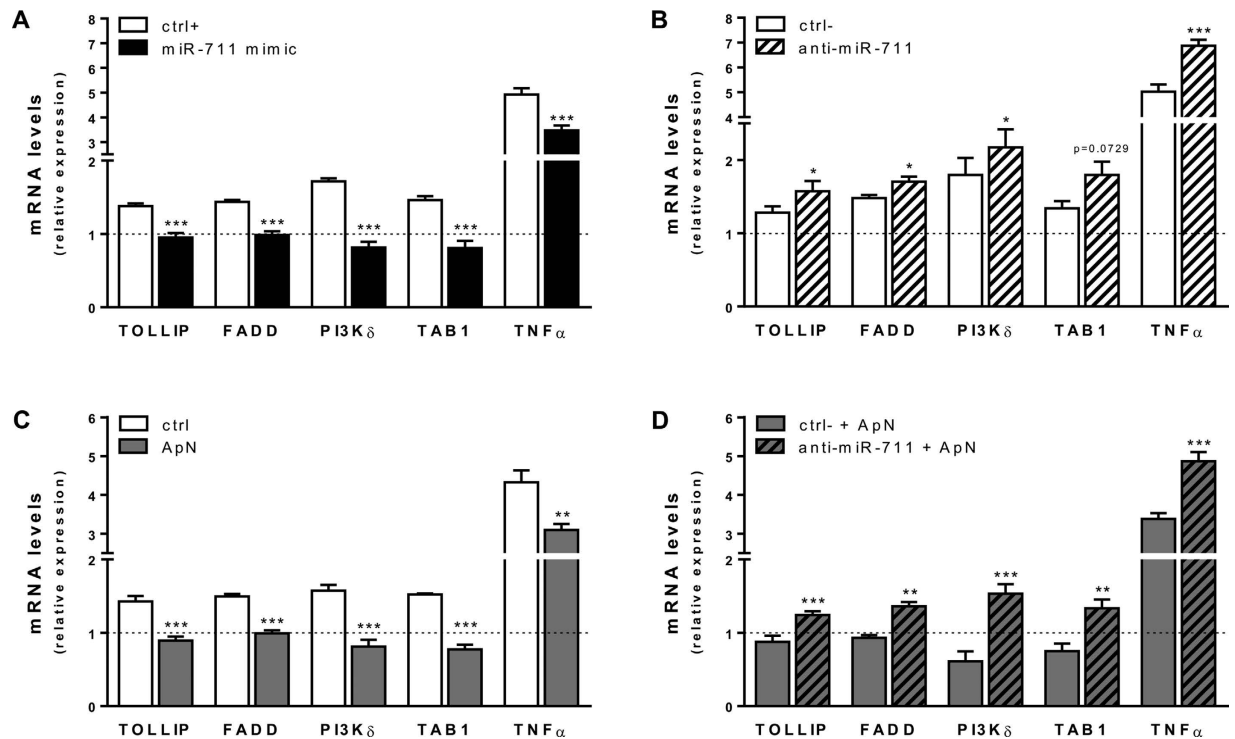 A
ctrl+
miR-711 mimic
mRNA levels
(relative expression)
8
7
6
5
4
3
2
1
0
***
***
***
***
***
TOLLIP FADD PI3Kδ TAB1 TNFα
B
ctrl-
anti-miR-711
mRNA levels
(relative expression)
8
7
6
5
4
2
1
0
*
*
*
p=0.0729
***
TOLLIP FADD PI3Kδ TAB1 TNFα
C
ctrl
ApN
mRNA levels
(relative expression)
6
5
4
3
2
1
0
***
***
***
***
**
TOLLIP FADD PI3Kδ TAB1 TNFα
D
ctrl- + ApN
anti-miR-711 + ApN
mRNA levels
(relative expression)
6
5
4
3
2
1
0
***
**
***
**
***
TOLLIP FADD PI3Kδ TAB1 TNFα